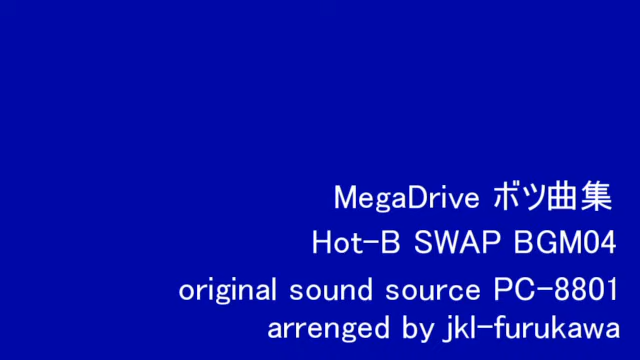 MegaDrive ボツ曲集
Hot-B SWAP BGM04
original sound source PC-8801
arrenged by jkl-furukawa